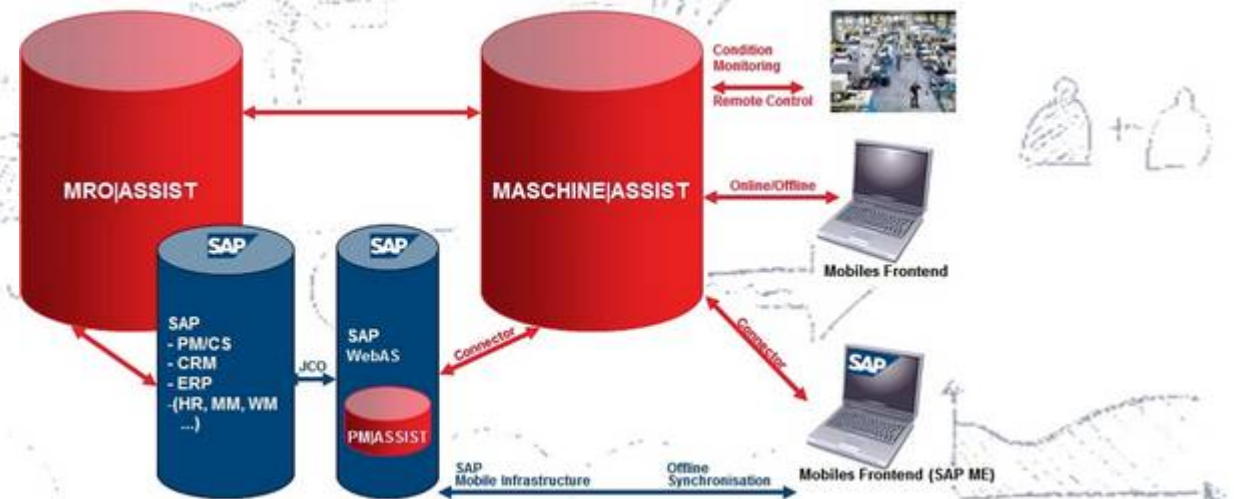 Condition
Monitoring
Remote Control
MRO|ASSIST
MASCHINE|ASSIST
Online/Offline
Mobiles Frontend
SAP
SAP
- PM/CS
- CRM
- ERP
-(HR, MM, WM
...)
JCO
SAP
SAP
WebAS
PM|ASSIST
Connector
Connector
SAP
Mobiles Frontend (SAP ME)
SAP
Mobile Infrastructure
Offline
Synchronisation